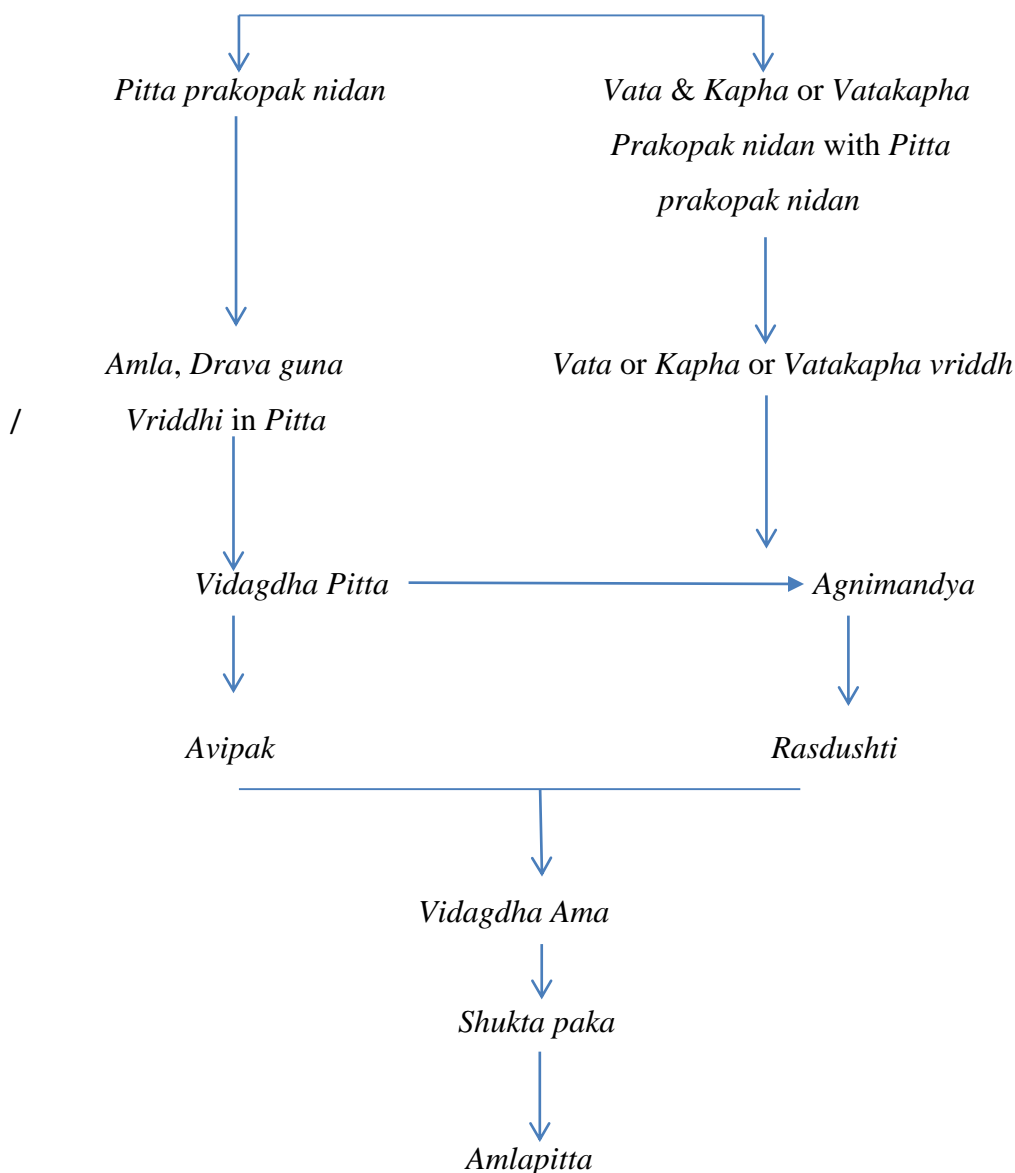 Pitta prakopak nidan
Vata & Kapha or Vatakapha
Prakopak nidan with Pitta
prakopak nidan
Amla, Drava guna
/ Vriddhi in Pitta
Vata or Kapha or Vatakapha vriddh
Vidagdha Pitta
Agnimandya
Avipak
Rasdushti
Vidagdha Ama
Shukta paka
Amlapitta